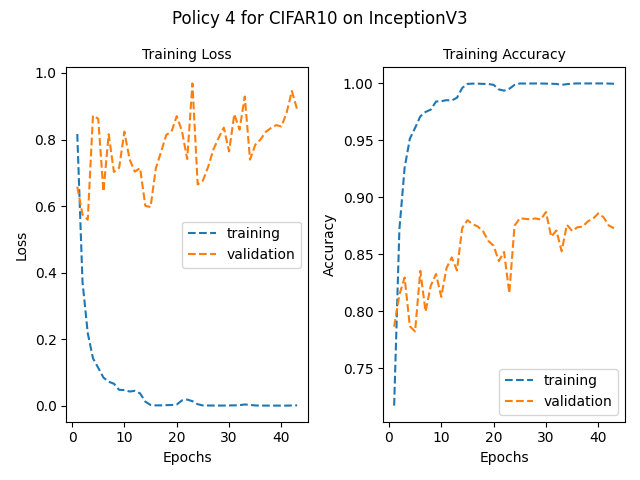 Policy 4 for CIFAR10 on InceptionV3
Training Loss
1.0
0.8
0.6
0.4
0.2
0.0
Loss
training
validation
0
10
20
30
40
Epochs
Training Accuracy
1.00
0.95
0.90
0.85
0.80
0.75
Accuracy
training
validation
0
10
20
30
40
Epochs